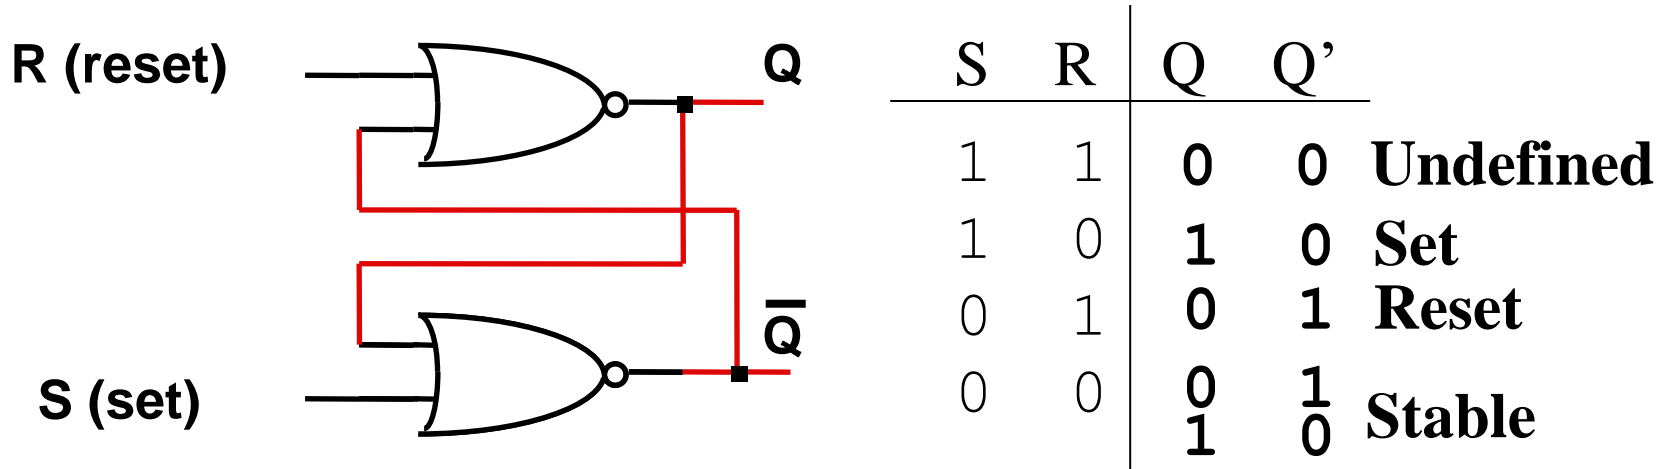 R (reset)
Q
Q
S (set)
S R Q Q’
1 1 0 0 Undefined
1 0 1 0 Set
0 1 0 1 Reset
0 0 0 1
1 0
Stable